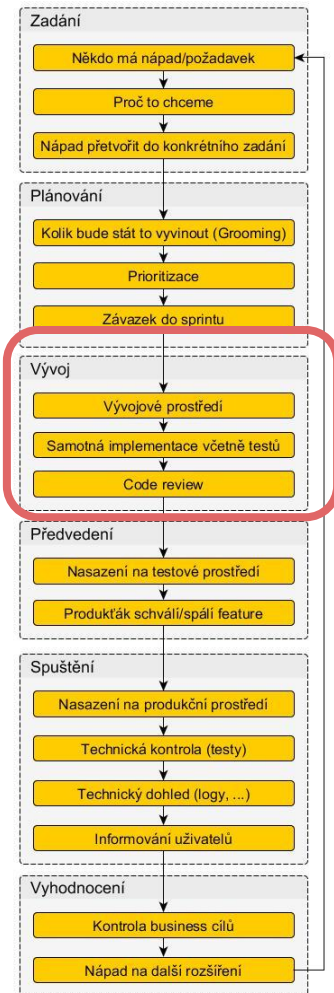 Zadání
Někdo má nápad/požadavek
Proč to chceme
Nápad přetvořit do konkrétního zadání
Plánování
Kolik bude stát to vyvinout (Grooming)
Prioritizace
Závazek do sprintu
Vývoj
Vývojové prostředí
Samotná implementace včetně testů
Code review
Předvedení
Nasazení na testové prostředí
Produkťák schválí/spálí feature
Spuštění
Nasazení na produkční prostředí
Technická kontrola (testy)
Technický dohled (logy, ...)
Informování uživatelů
Vyhodnocení
Kontrola business cílů
Nápad na další rozšíření